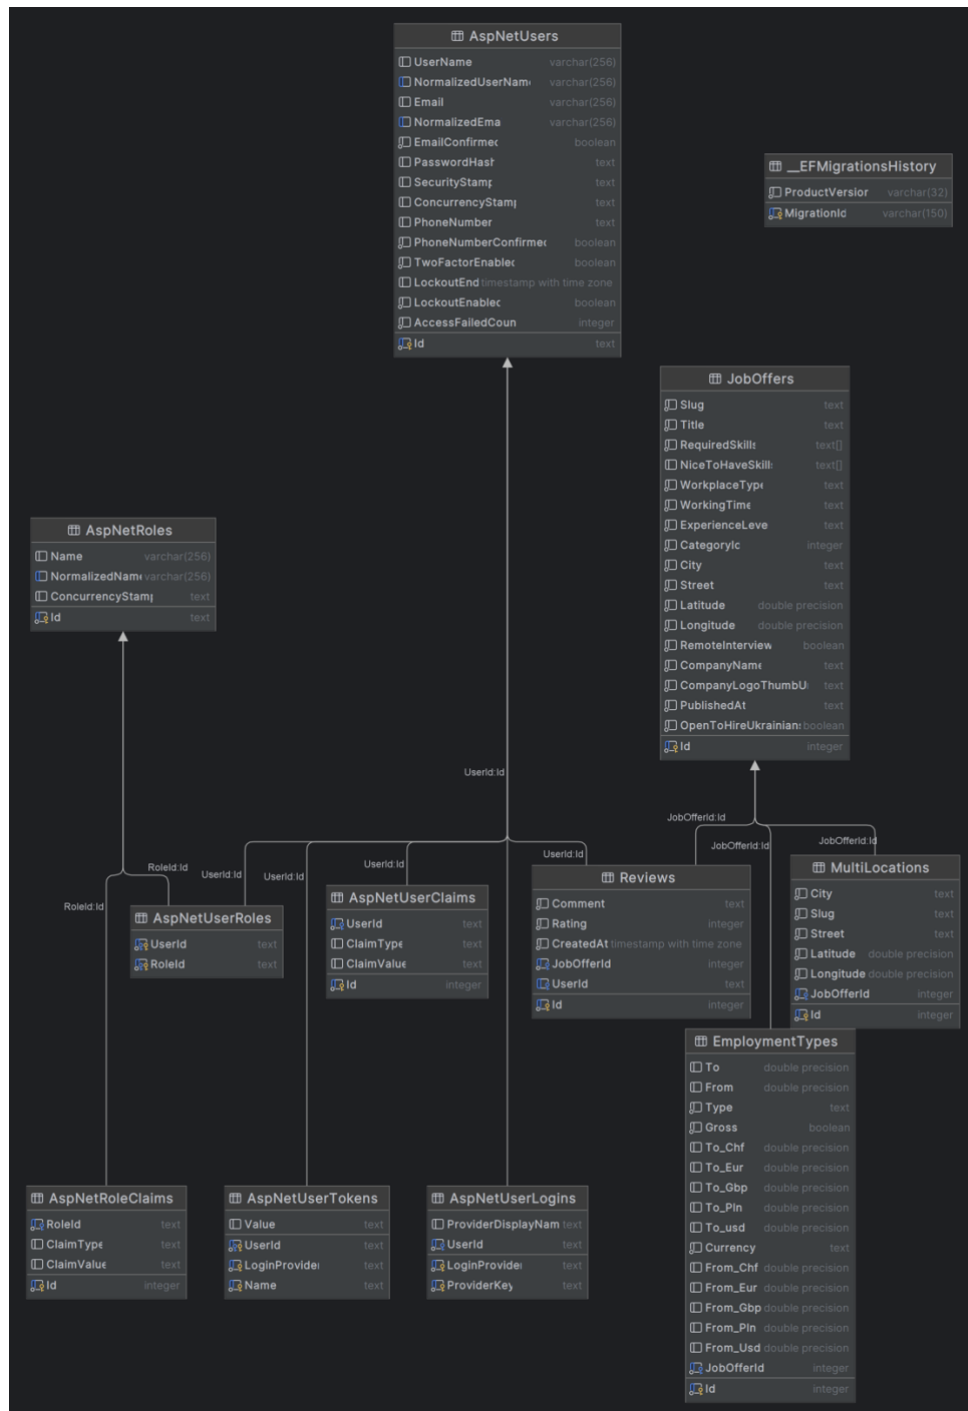 AspNetUsers
UserName varchar(256)
NormalizedUserNam varchar(256)
Email varchar(256)
NormalizedEma varchar(256)
EmailConfirmed boolean
PasswordHash text
SecurityStamp text
ConcurrencyStamp text
PhoneNumber text
PhoneNumberConfirmed boolean
TwoFactorEnabled boolean
LockoutEnd timestamp with time zone
LockoutEnabled boolean
AccessFailedCoun integer
Id text
__EFMigrationsHistory
ProductVersion varchar(32)
MigrationId varchar(150)
JobOffers
Slug text
Title text
RequiredSkills text[]
NiceToHaveSkills text[]
WorkplaceType text
WorkingTime text
ExperienceLeve text
CategoryId integer
City text
Street text
Latitude double precision
Longitude double precision
RemoteInterview boolean
CompanyName text
CompanyLogoThumbU text
PublishedAt text
OpenToHireUkrainians boolean
Id integer
AspNetRoles
Name varchar(256)
NormalizedName varchar(256)
ConcurrencyStamp text
Id text
UserId:Id
JobOfferId:Id
JobOfferId:Id
JobOfferId:Id
UserId:Id
UserId:Id
UserId:Id
UserId:Id
RoleId:Id
RoleId:Id
AspNetUserRoles
UserId text
RoleId text
AspNetUserClaims
UserId text
ClaimType text
ClaimValue text
Id integer
Reviews
Comment text
Rating integer
CreatedAt timestamp with time zone
JobOfferId integer
UserId text
Id integer
MultiLocations
City text
Slug text
Street text
Latitude double precision
Longitude double precision
JobOfferId integer
Id integer
EmploymentTypes
To double precision
From double precision
Type text
Gross boolean
To_Chf double precision
To_Eur double precision
To_Gbp double precision
To_Pln double precision
To_usd double precision
Currency text
From_Chf double precision
From_Eur double precision
From_Gbp double precision
From_Pln double precision
From_Usd double precision
JobOfferId integer
Id integer
AspNetRoleClaims
RoleId text
ClaimType text
ClaimValue text
Id integer
AspNetUserTokens
Value text
UserId text
LoginProvider text
Name text
AspNetUserLogins
ProviderDisplayNam text
UserId text
LoginProvider text
ProviderKey text